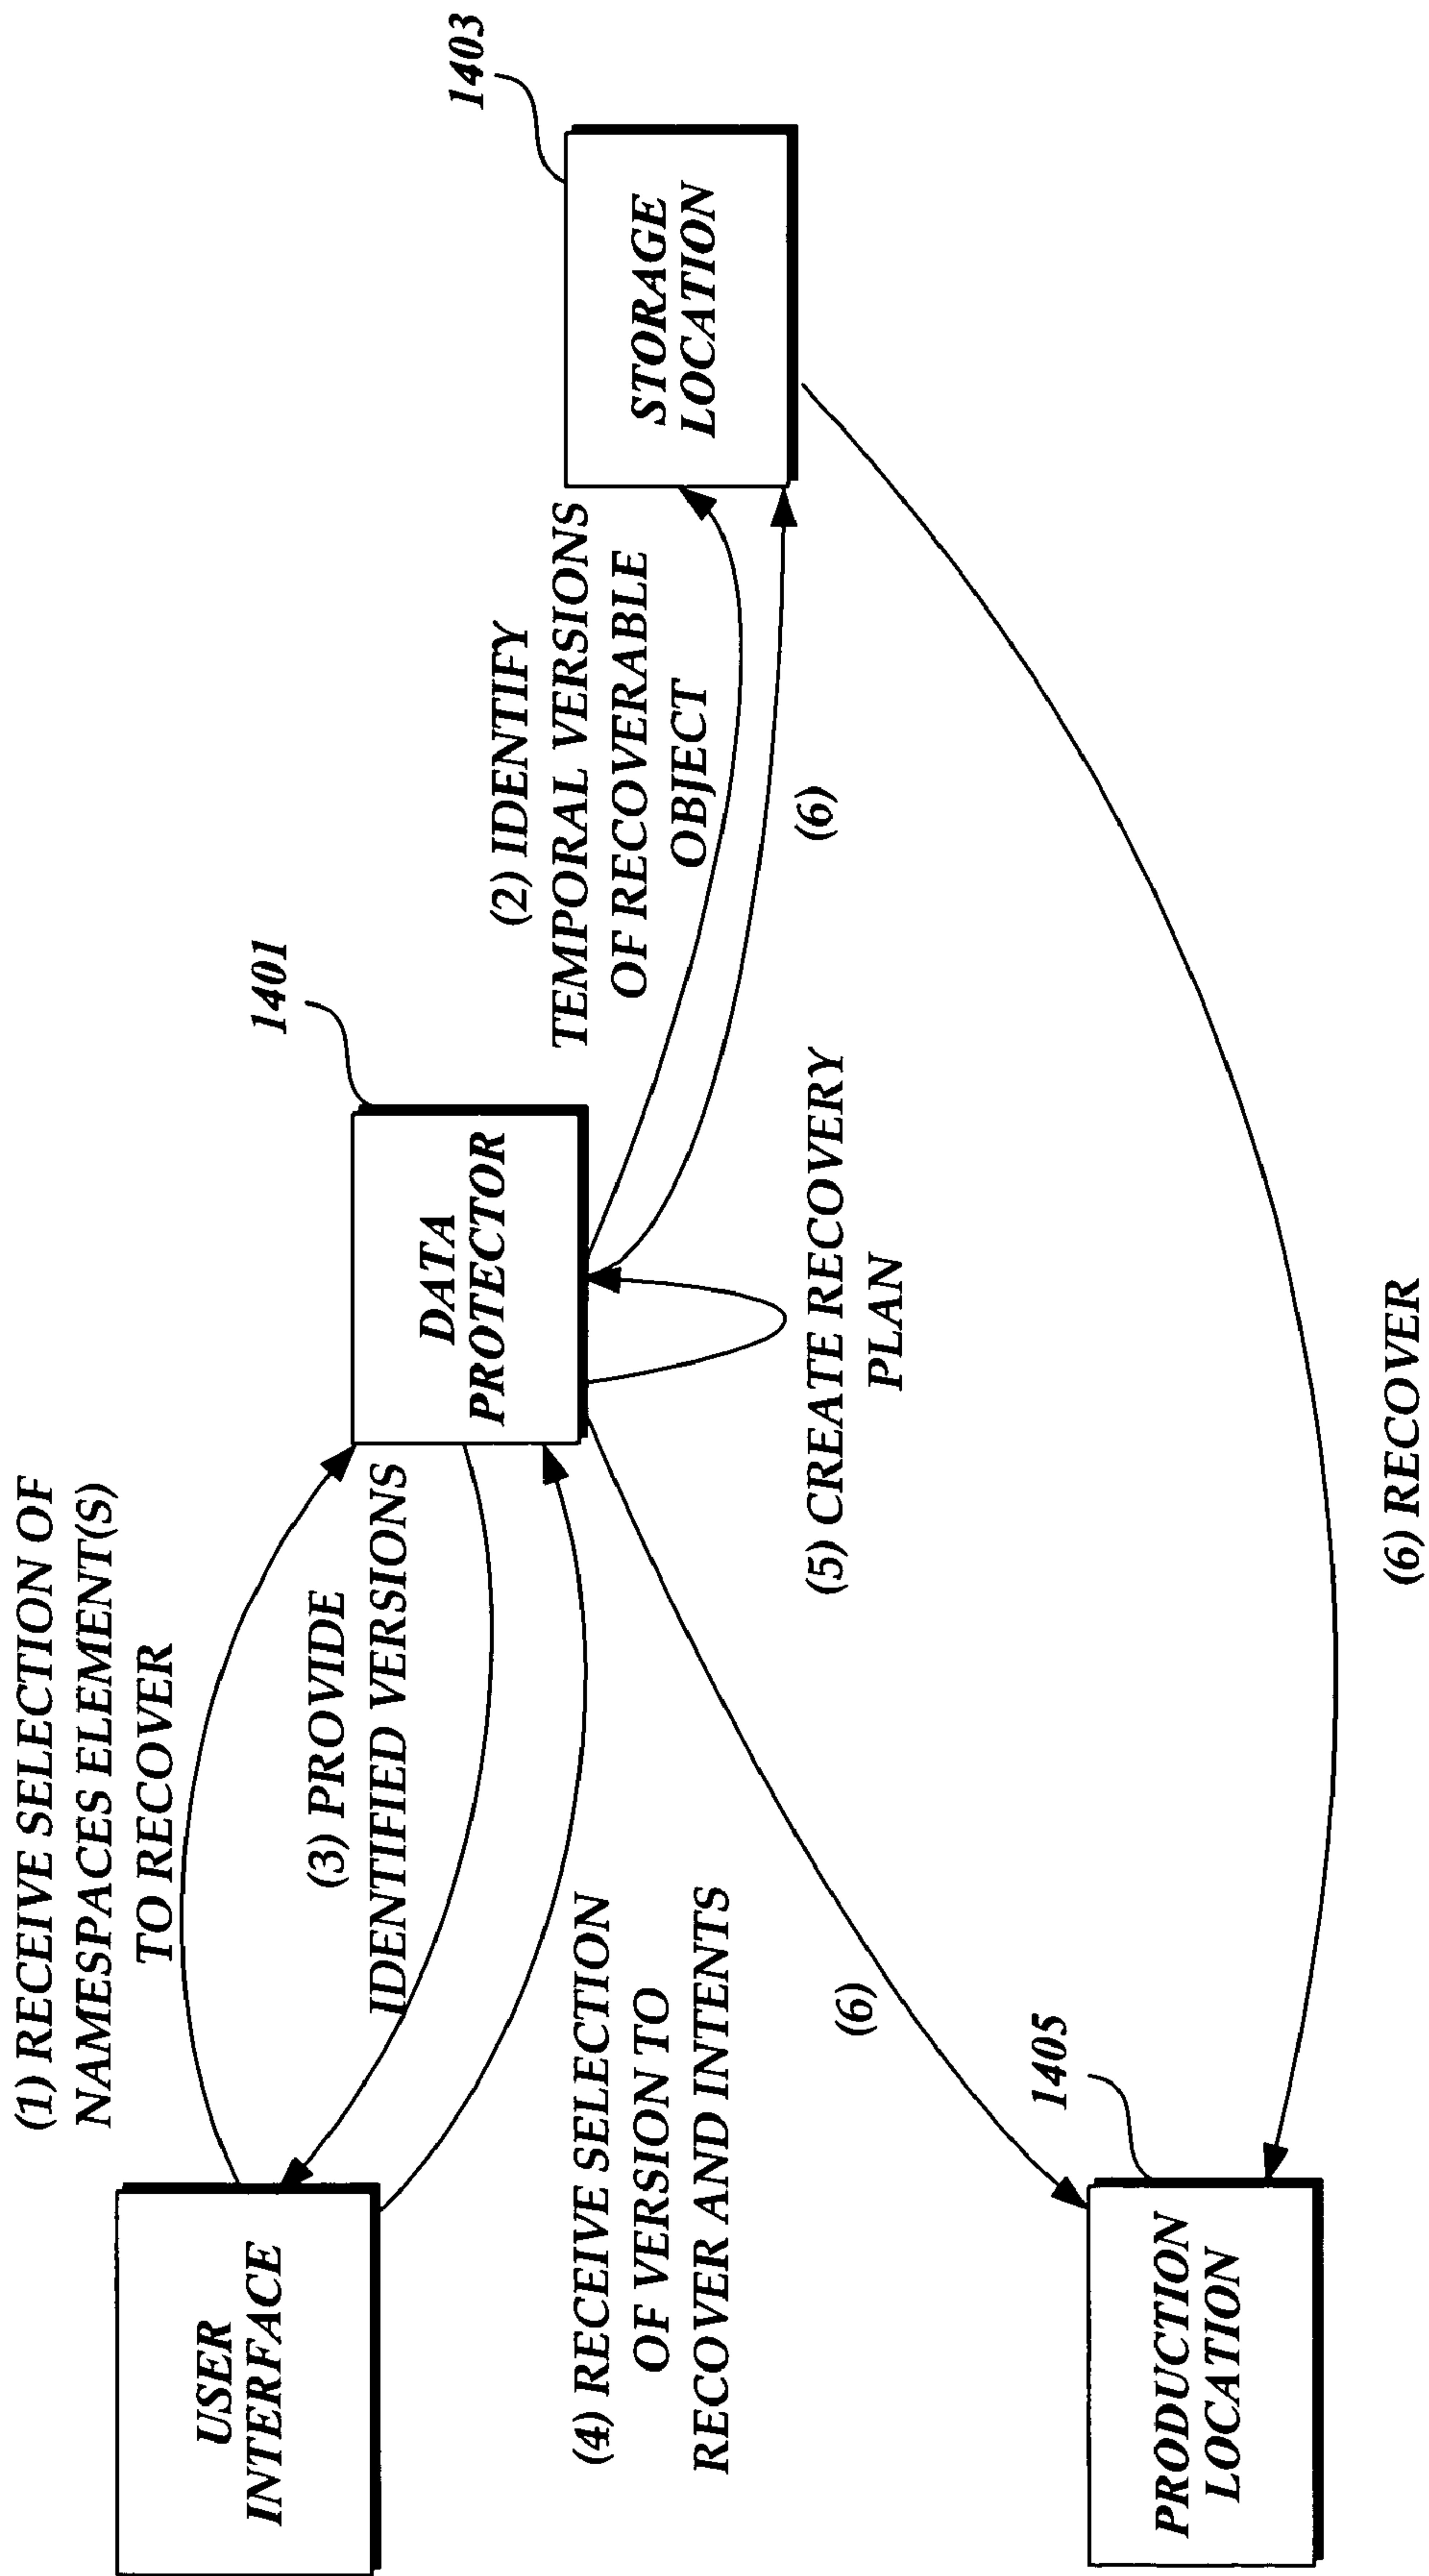 (1) RECEIVE SELECTION OF
NAMESPACES ELEMENT(S)
TO RECOVER
USER
INTERFACE
(3) PROVIDE
IDENTIFIED VERSIONS
(4) RECEIVE SELECTION
OF VERSION TO
RECOVER AND INTENTS
1401
DATA
PROTECTOR
(2) IDENTIFY
TEMPORAL VERSIONS
OF RECOVERABLE
OBJECT
(6)
1403
STORAGE
LOCATION
(5) CREATE RECOVERY
PLAN
(6)
1405
PRODUCTION
LOCATION
(6) RECOVER